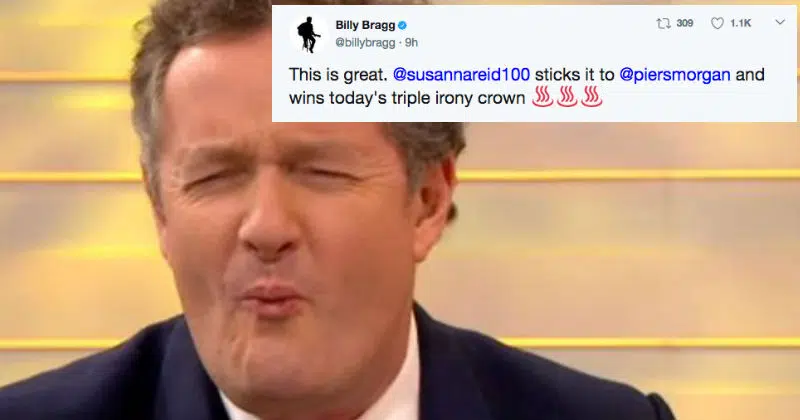 Billy Bragg
309
1.1K
@billybragg · 9h
This is great. @susannareid100 sticks it to @piersmorgan and
wins today's triple irony crown ♨️♨️♨️